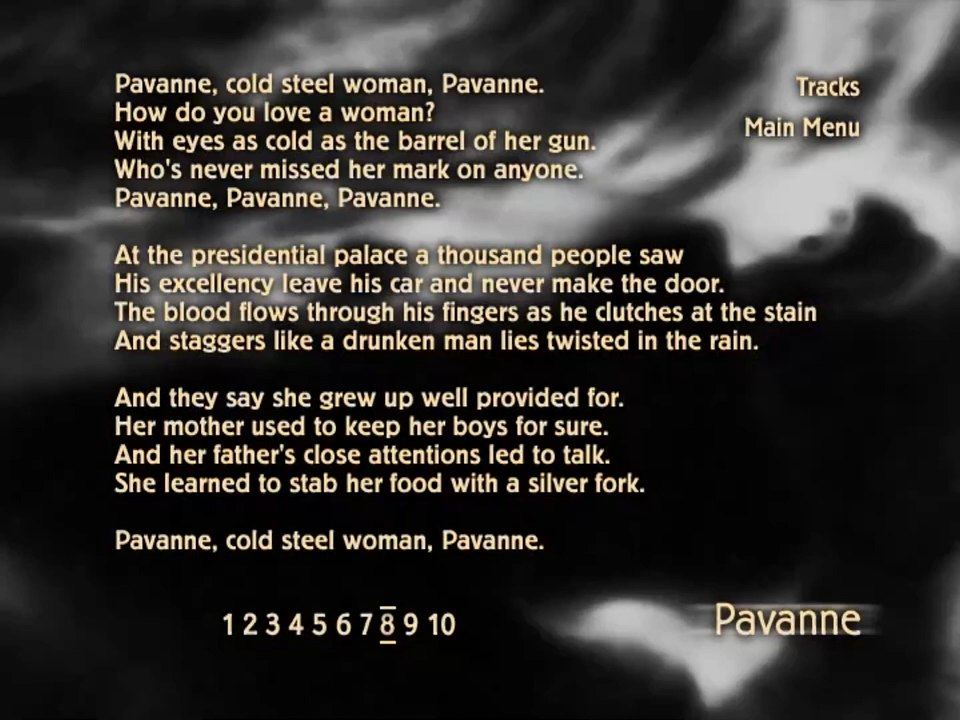 Pavanne, cold steel woman, Pavanne.
How do you love a woman?
With eyes as cold as the barrel of her gun.
Who's never missed her mark on anyone.
Pavanne, Pavanne, Pavanne.
At the presidential palace a thousand people saw
His excellency leave his car and never make the door.
The blood flows through his fingers as he clutches at the stain
And staggers like a drunken man lies twisted in the rain.
And they say she grew up well provided for.
Her mother used to keep her boys for sure.
And her father's close attentions led to talk.
She learned to stab her food with a silver fork.
Pavanne, cold steel woman, Pavanne.
Tracks
Main Menu
1 2 3 4 5 6 7 8 9 10
Pavanne